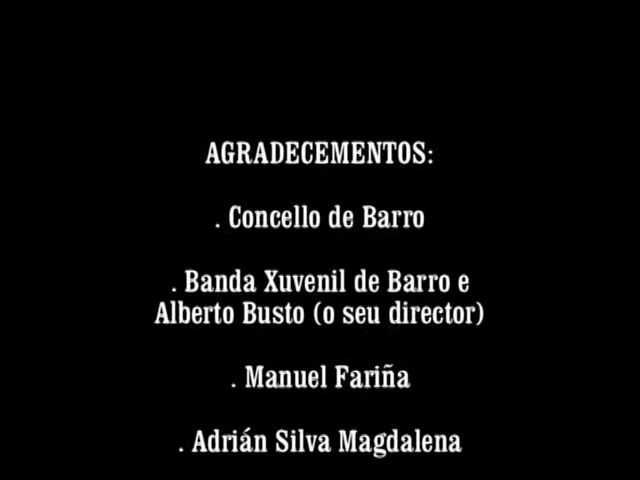 AGRADECEMENTOS:
. Concello de Barro
. Banda Xuvenil de Barro e
Alberto Busto (o seu director)
. Manuel Fariña
. Adrián Silva Magdalena